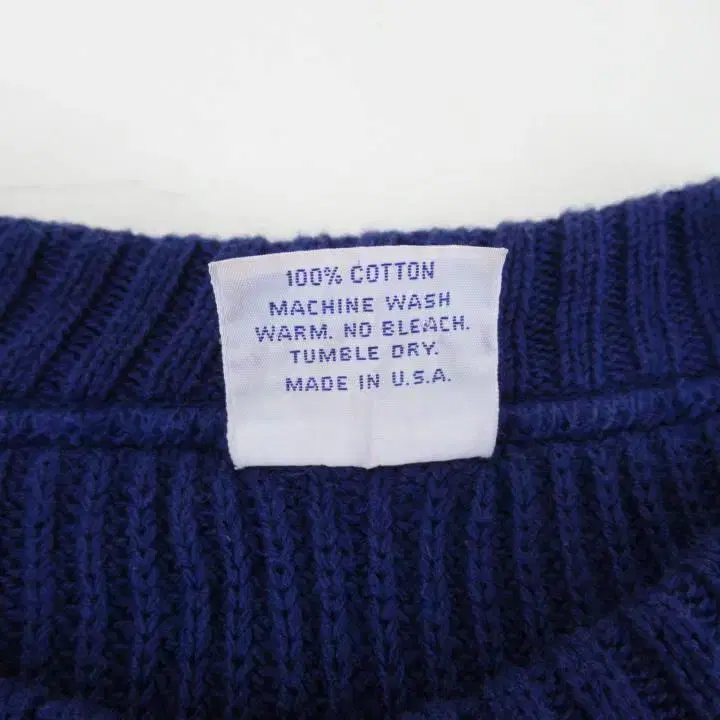 100% COTTON
MACHINE WASH
WARM. NO BLEACH.
TUMBLE DRY.
MADE IN U.S.A.